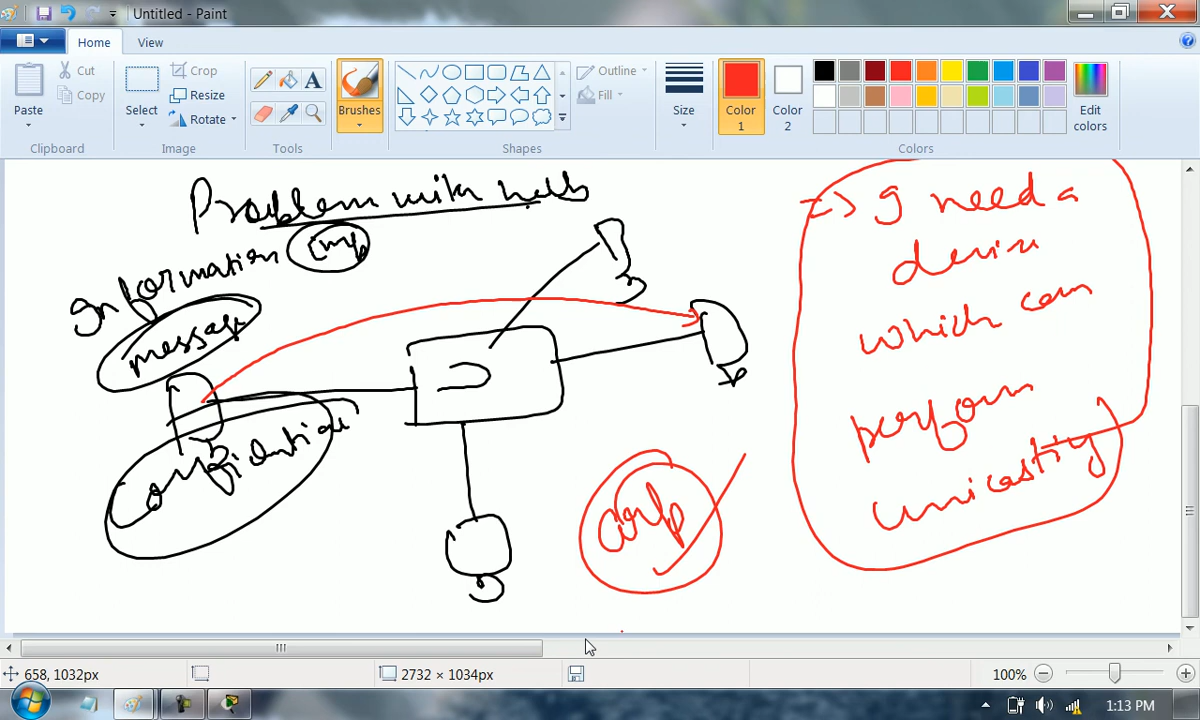 Untitled - Paint
Home
View
Paste
Cut
Copy
Clipboard
Select
Crop
Resize
Rotate
Image
Tools
Brushes
Shapes
Outline
Fill
Size
Color 1
Color 2
Edit colors
Colors
Problem with hubs
Information (imp
message
confidential
=> I need a
device
which can
perform
unicasting
658, 1032px
2732 × 1034px
100%
1:13 PM